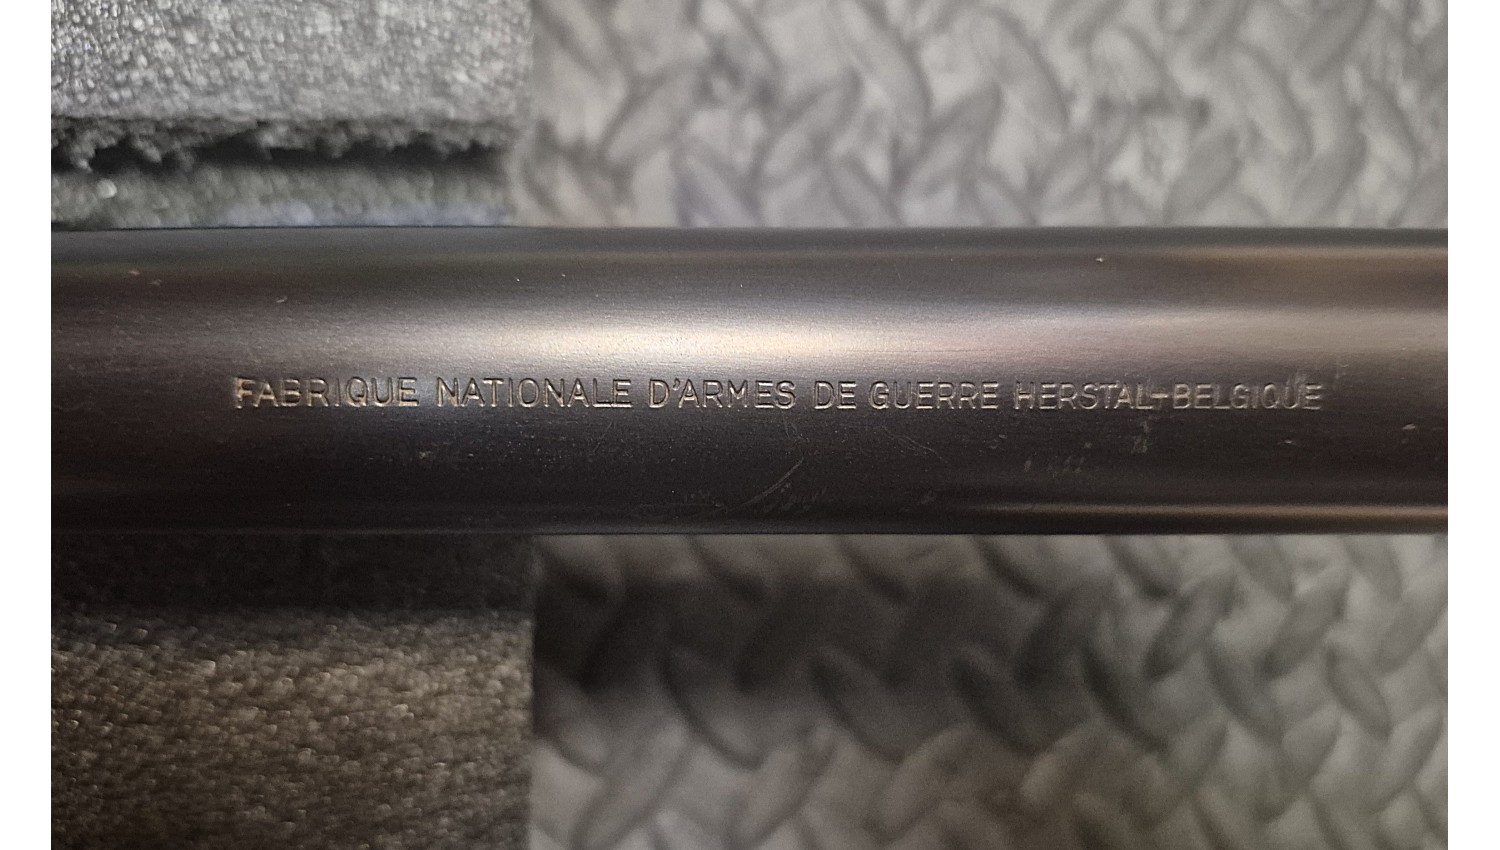 FABRIQUE NATIONALE D'ARMES DE GUERRE HERSTAL-BELGIQUE